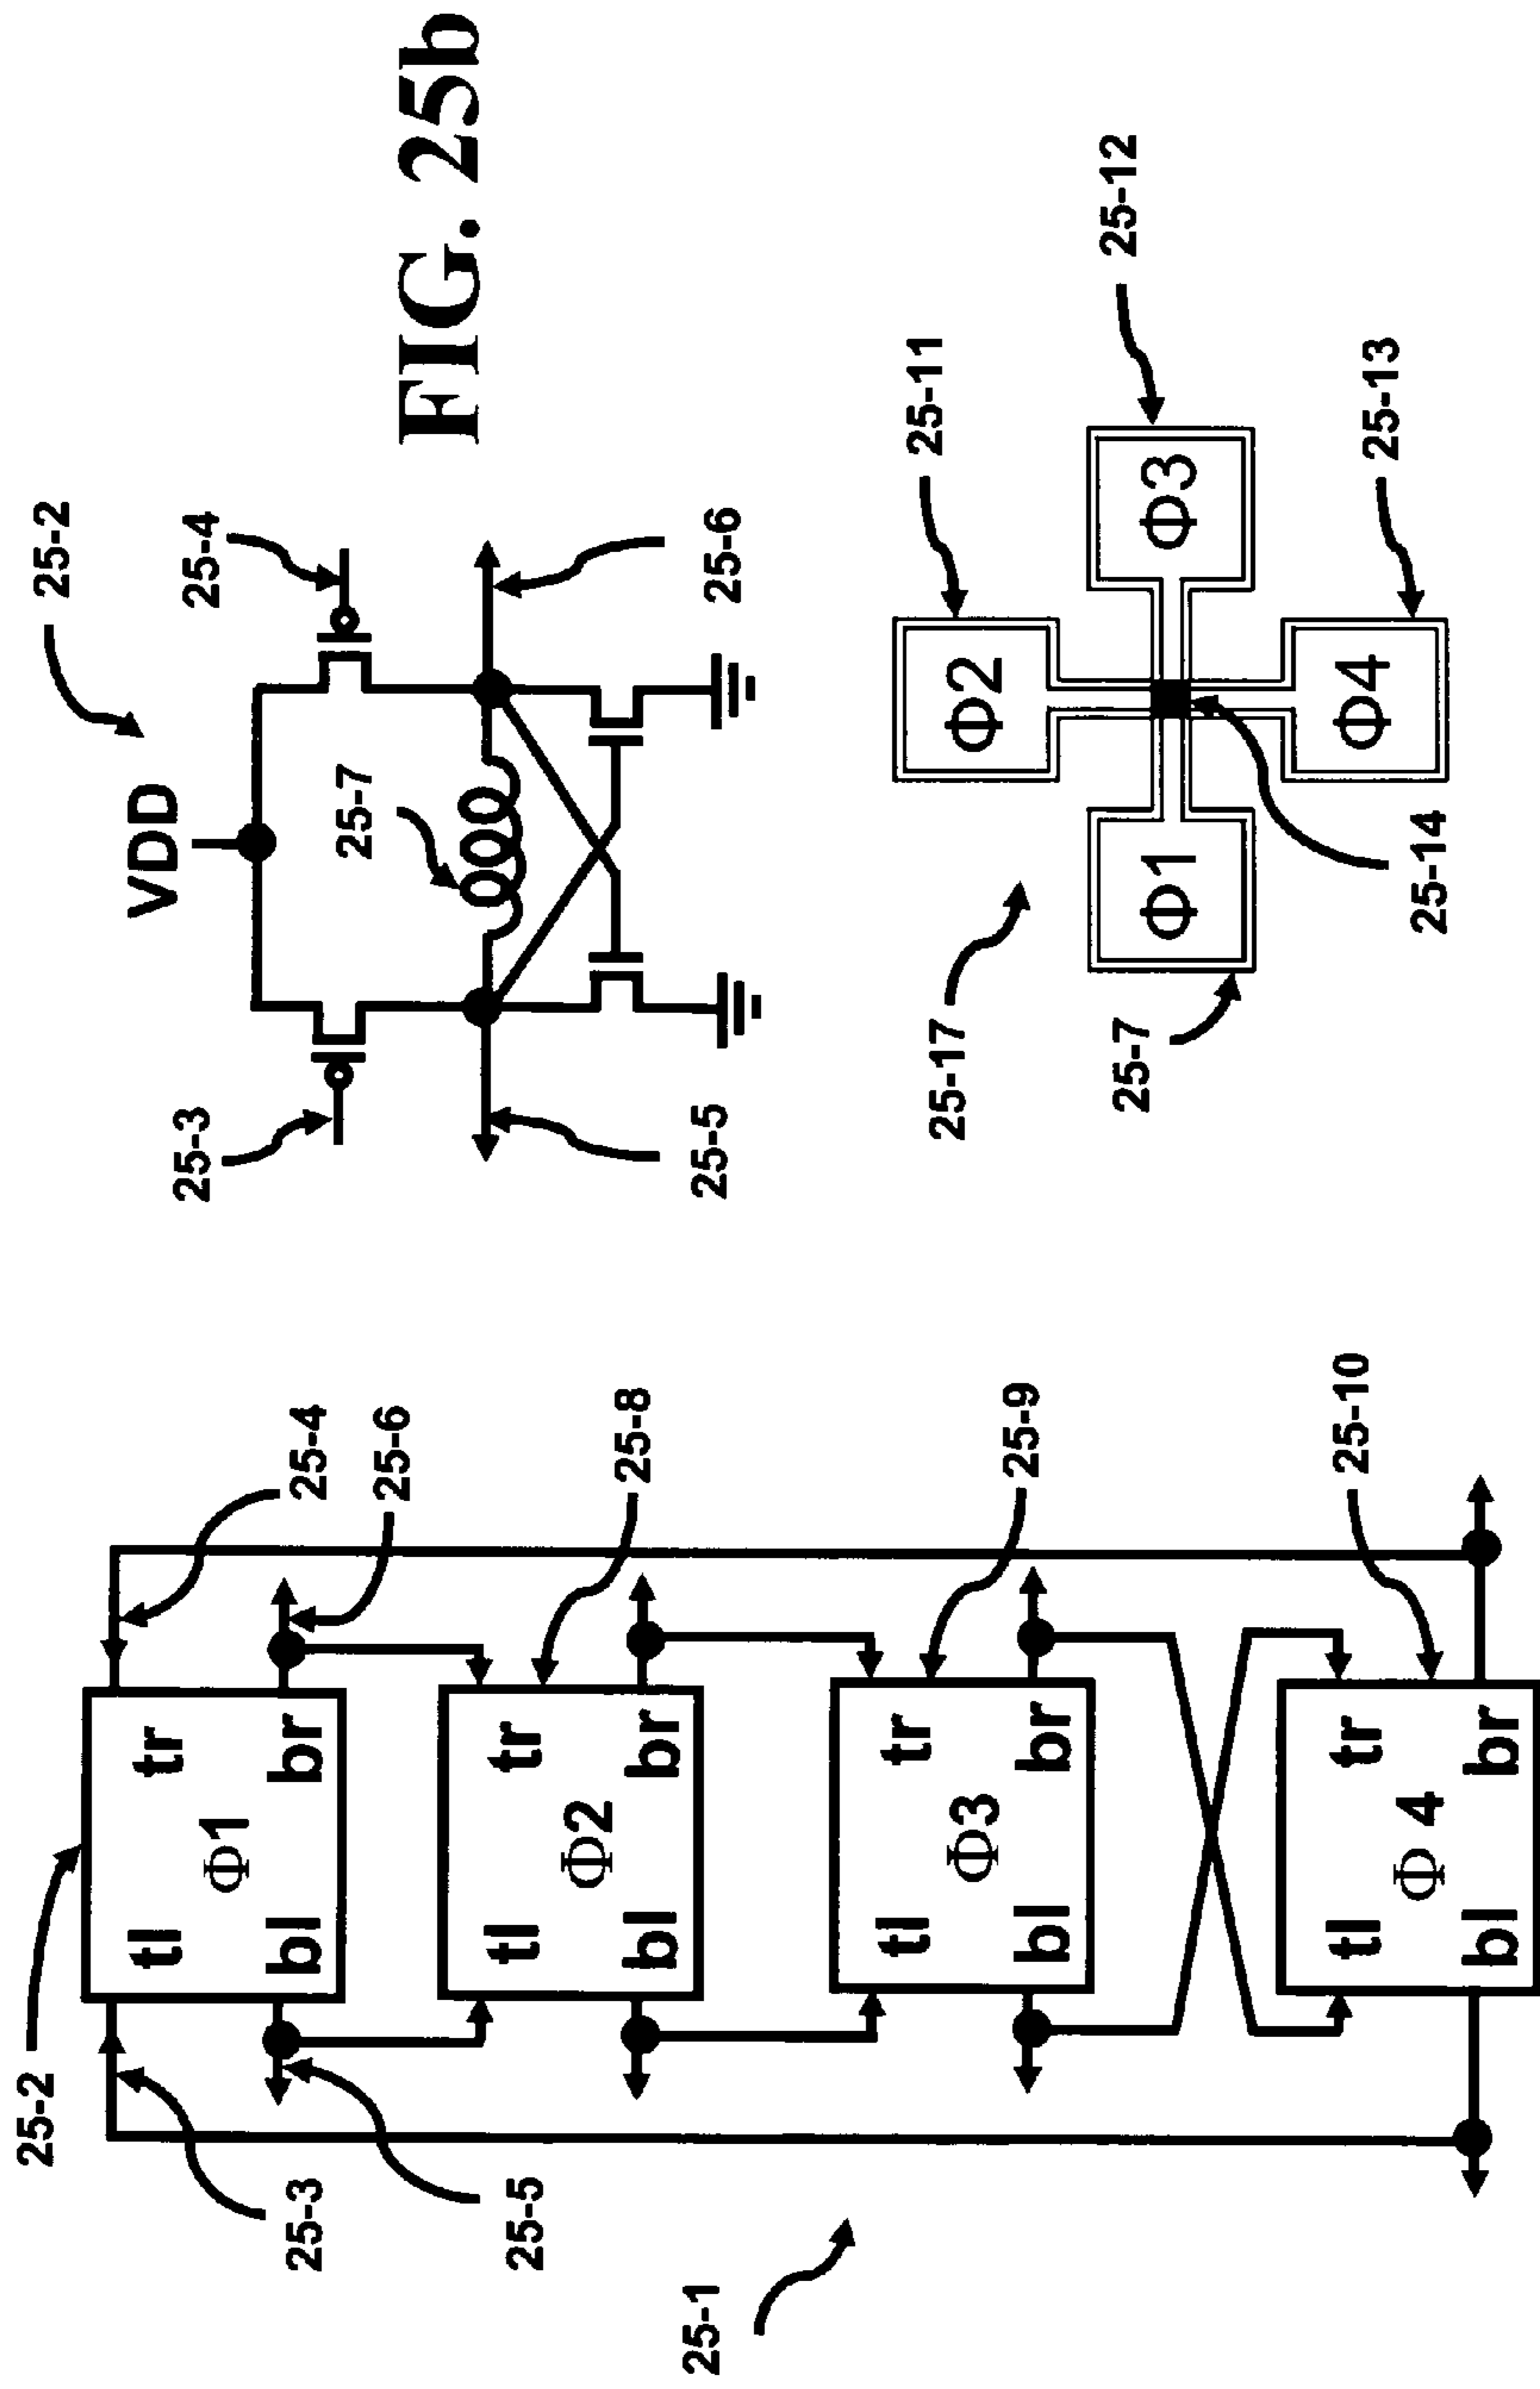 25-2
25-3
25-4
25-6
25-5
tl
Φ1
tr
bl
br
25-8
tl
Φ2
tr
bl
br
25-9
tl
Φ3
tr
bl
br
25-10
tl
Φ 4
tr
bl
br
25-1
25-2
VDD
25-3
25-4
25-7
25-5
25-6
FIG. 25b
25-17
25-11
25-12
Φ2
Φ1
Φ3
Φ4
25-7
25-14
25-13